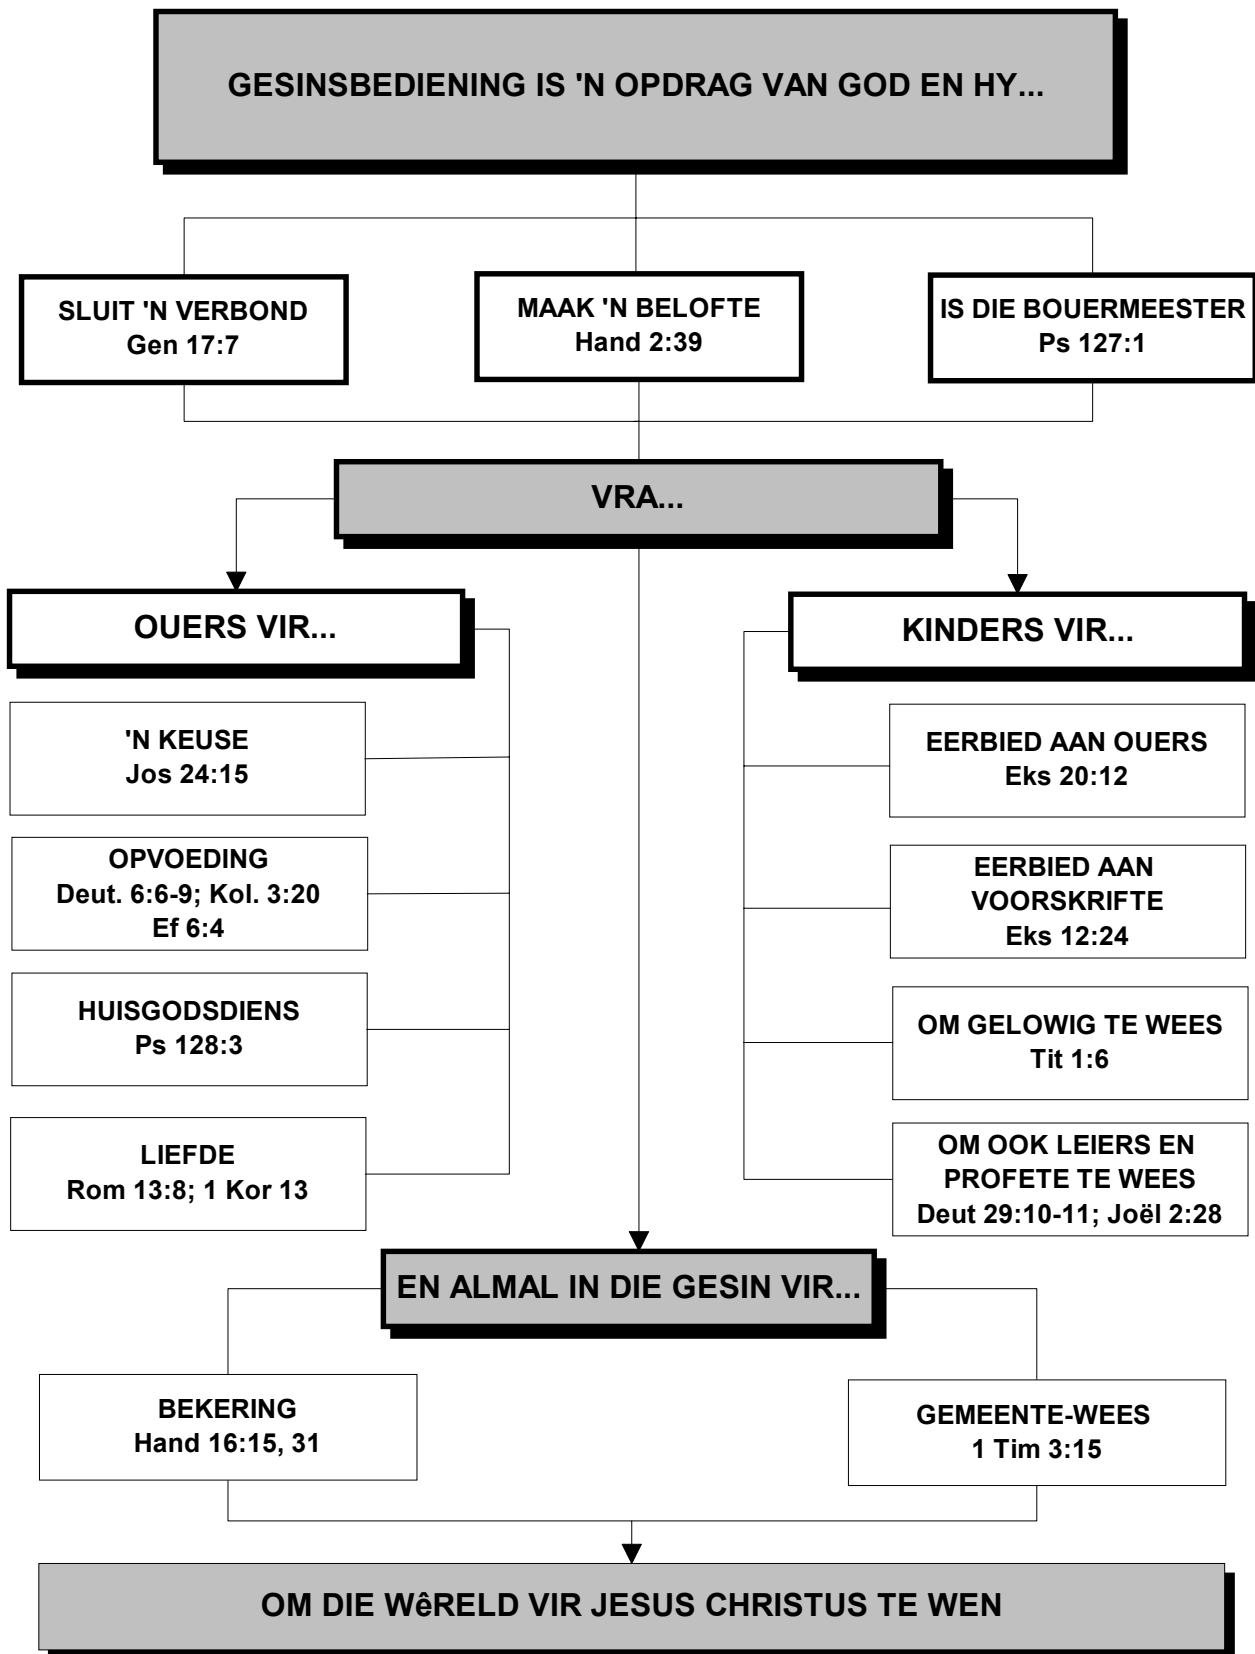 GESINSBEDIENING IS 'N OPDRAG VAN GOD EN HY...
SLUIT 'N VERBOND
Gen 17:7
MAAK 'N BELOFTE
Hand 2:39
IS DIE BOUERMEESTER
Ps 127:1
VRA...
OUERS VIR...
'N KEUSE
Jos 24:15
OPVOEDING
Deut. 6:6-9; Kol. 3:20
Ef 6:4
HUISGODSDIENS
Ps 128:3
LIEFDE
Rom 13:8; 1 Kor 13
KINDERS VIR...
EERBIED AAN OUERS
Eks 20:12
EERBIED AAN
VOORSKRIFTE
Eks 12:24
OM GELOWIG TE WEES
Tit 1:6
OM OOK LEIERS EN
PROFETE TE WEES
Deut 29:10-11; Joël 2:28
EN ALMAL IN DIE GESIN VIR...
BEKERING
Hand 16:15, 31
GEMEENTE-WEES
1 Tim 3:15
OM DIE WêRELD VIR JESUS CHRISTUS TE WEN